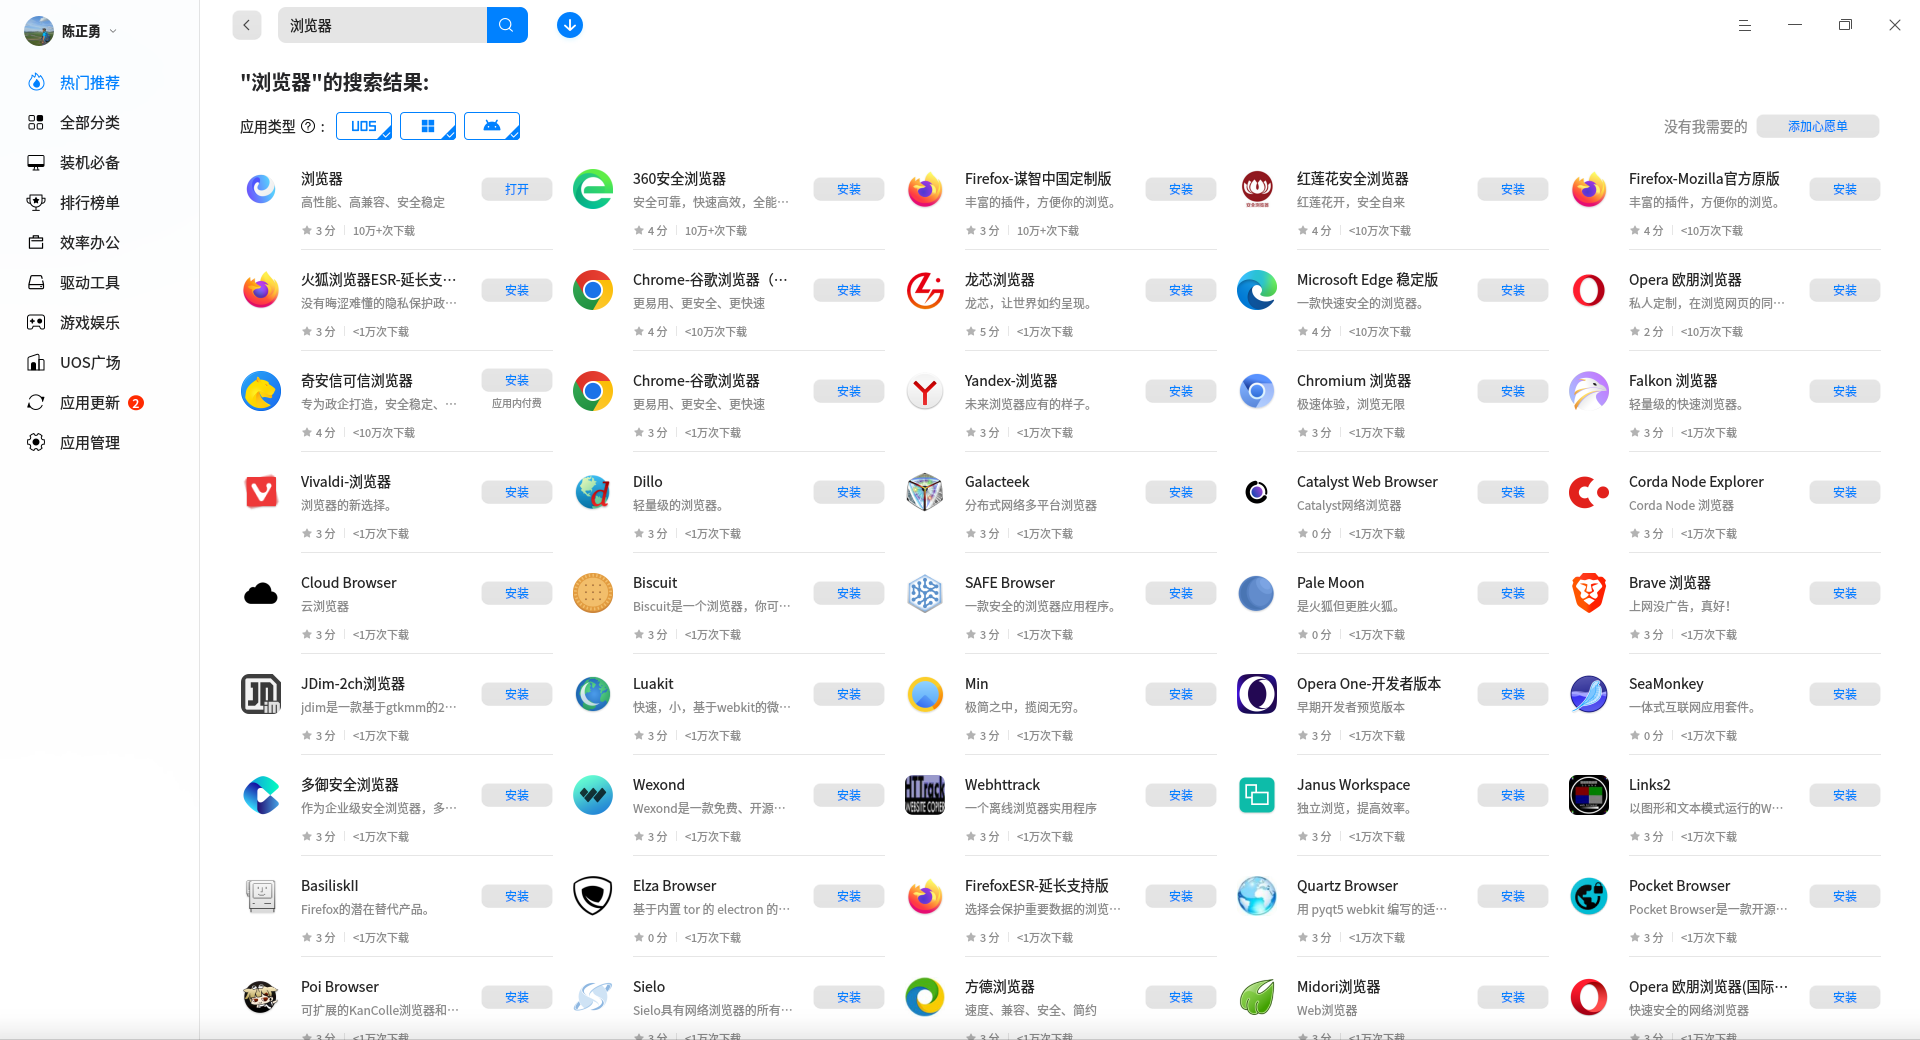 陈正勇
浏览器
热门推荐
全部分类
装机必备
排行榜单
效率办公
驱动工具
游戏娱乐
UOS广场
应用更新 2
应用管理
"浏览器"的搜索结果:
应用类型 ? : UOS
没有我需要的 添加心愿单
浏览器
高性能、高兼容、安全稳定
3 分 10万+次下载
打开
360安全浏览器
安全可靠，快速高效，全能···
4 分 10万+次下载
安装
Firefox-谋智中国定制版
丰富的插件，方便你的浏览。
3 分 10万+次下载
安装
红莲花安全浏览器
红莲花开，安全自来
4 分 <10万次下载
安装
Firefox-Mozilla官方原版
丰富的插件，方便你的浏览。
4 分 <10万次下载
安装
火狐浏览器ESR-延长支···
没有晦涩难懂的隐私保护政···
3 分 <1万次下载
安装
Chrome-谷歌浏览器（···
更易用、更安全、更快速
4 分 <10万次下载
安装
龙芯浏览器
龙芯，让世界如约呈现。
5 分 <1万次下载
安装
Microsoft Edge 稳定版
一款快速安全的浏览器。
4 分 <10万次下载
安装
Opera 欧朋浏览器
私人定制，在浏览网页的同···
2 分 <10万次下载
安装
奇安信可信浏览器
专为政企打造，安全稳定、···
4 分 <10万次下载
安装
应用内付费
Chrome-谷歌浏览器
更易用、更安全、更快速
3 分 <1万次下载
安装
Yandex-浏览器
未来浏览器应有的样子。
3 分 <1万次下载
安装
Chromium 浏览器
极速体验，浏览无限
3 分 <1万次下载
安装
Falkon 浏览器
轻量级的快速浏览器。
3 分 <1万次下载
安装
Vivaldi-浏览器
浏览器的新选择。
3 分 <1万次下载
安装
Dillo
轻量级的浏览器。
3 分 <1万次下载
安装
Galacteek
分布式网络多平台浏览器
3 分 <1万次下载
安装
Catalyst Web Browser
Catalyst网络浏览器
0 分 <1万次下载
安装
Corda Node Explorer
Corda Node 浏览器
3 分 <1万次下载
安装
Cloud Browser
云浏览器
3 分 <1万次下载
安装
Biscuit
Biscuit是一个浏览器，你可···
3 分 <1万次下载
安装
SAFE Browser
一款安全的浏览器应用程序。
3 分 <1万次下载
安装
Pale Moon
是火狐但更胜火狐。
0 分 <1万次下载
安装
Brave 浏览器
上网没广告，真好！
3 分 <1万次下载
安装
JDim-2ch浏览器
jdim是一款基于gtkmm的2···
3 分 <1万次下载
安装
Luakit
快速，小，基于webkit的微···
3 分 <1万次下载
安装
Min
极简之中，揽阅无穷。
3 分 <1万次下载
安装
Opera One-开发者版本
早期开发者预览版本
3 分 <1万次下载
安装
SeaMonkey
一体式互联网应用套件。
0 分 <1万次下载
安装
多御安全浏览器
作为企业级安全浏览器，多···
3 分 <1万次下载
安装
Wexond
Wexond是一款免费、开源···
3 分 <1万次下载
安装
Webhttrack
一个离线浏览器实用程序
3 分 <1万次下载
安装
Janus Workspace
独立浏览，提高效率。
3 分 <1万次下载
安装
Links2
以图形和文本模式运行的W···
3 分 <1万次下载
安装
BasiliskII
Firefox的潜在替代产品。
3 分 <1万次下载
安装
Elza Browser
基于内置 tor 的 electron 的···
0 分 <1万次下载
安装
FirefoxESR-延长支持版
选择会保护重要数据的浏览···
3 分 <1万次下载
安装
Quartz Browser
用 pyqt5 webkit 编写的适···
3 分 <1万次下载
安装
Pocket Browser
Pocket Browser是一款开源···
3 分 <1万次下载
安装
Poi Browser
可扩展的KanColle浏览器和···
3 分 <1万次下载
安装
Sielo
Sielo具有网络浏览器的所有···
3 分 <1万次下载
安装
方德浏览器
速度、兼容、安全、简约
3 分 <1万次下载
安装
Midori浏览器
Web浏览器
3 分 <1万次下载
安装
Opera 欧朋浏览器(国际···
快速安全的网络浏览器
3 分 <1万次下载
安装